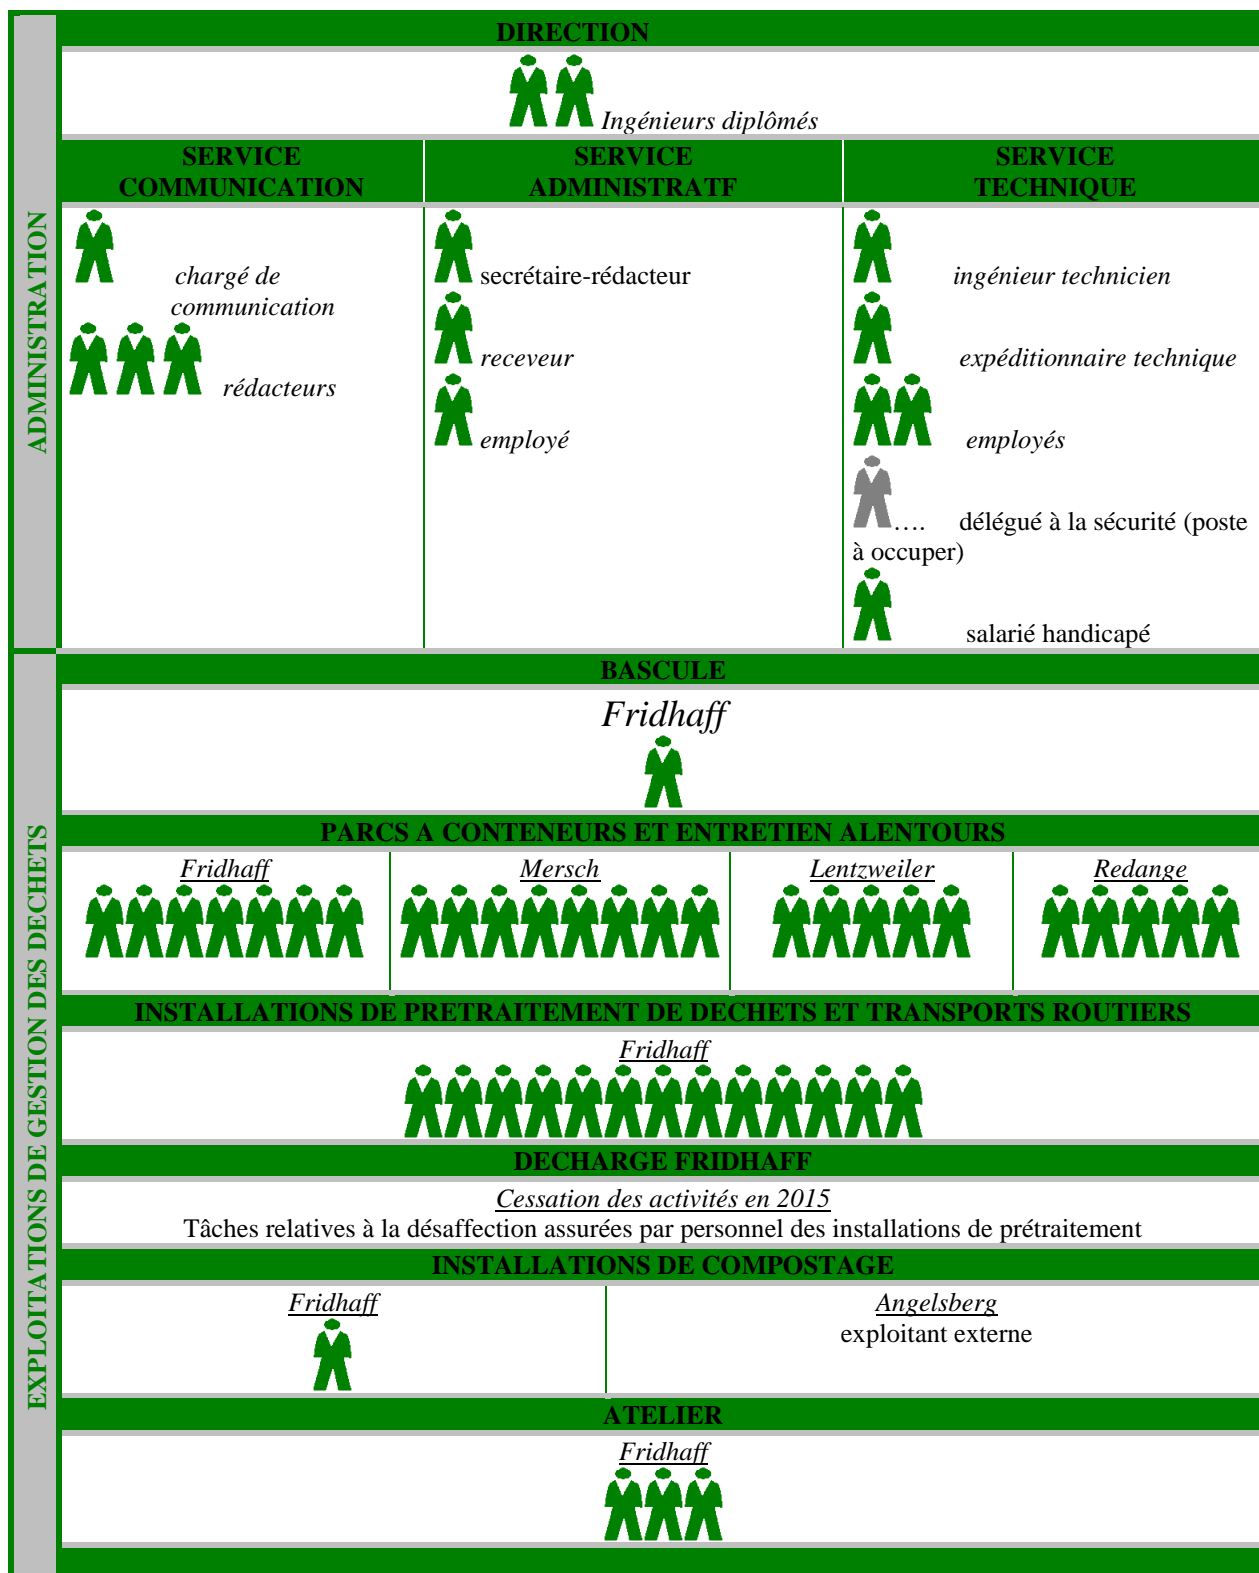 DIRECTION
Ingénieurs diplômés
ADMINISTRATION
SERVICE
COMMUNICATION
SERVICE
ADMINISTRATF
SERVICE
TECHNIQUE
chargé de
communication
rédacteurs
secrétaire-rédacteur
receveur
employé
ingénieur technicien
expéditionnaire technique
employés
…. délégué à la sécurité (poste
à occuper)
salarié handicapé
EXPLOITATIONS DE GESTION DES DECHETS
BASCULE
Fridhaff
PARCS A CONTENEURS ET ENTRETIEN ALENTOURS
Fridhaff
Mersch
Lentzweiler
Redange
INSTALLATIONS DE PRETRAITEMENT DE DECHETS ET TRANSPORTS ROUTIERS
Fridhaff
DECHARGE FRIDHAFF
Cessation des activités en 2015
Tâches relatives à la désaffection assurées par personnel des installations de prétraitement
INSTALLATIONS DE COMPOSTAGE
Fridhaff
Angelsberg
exploitant externe
ATELIER
Fridhaff